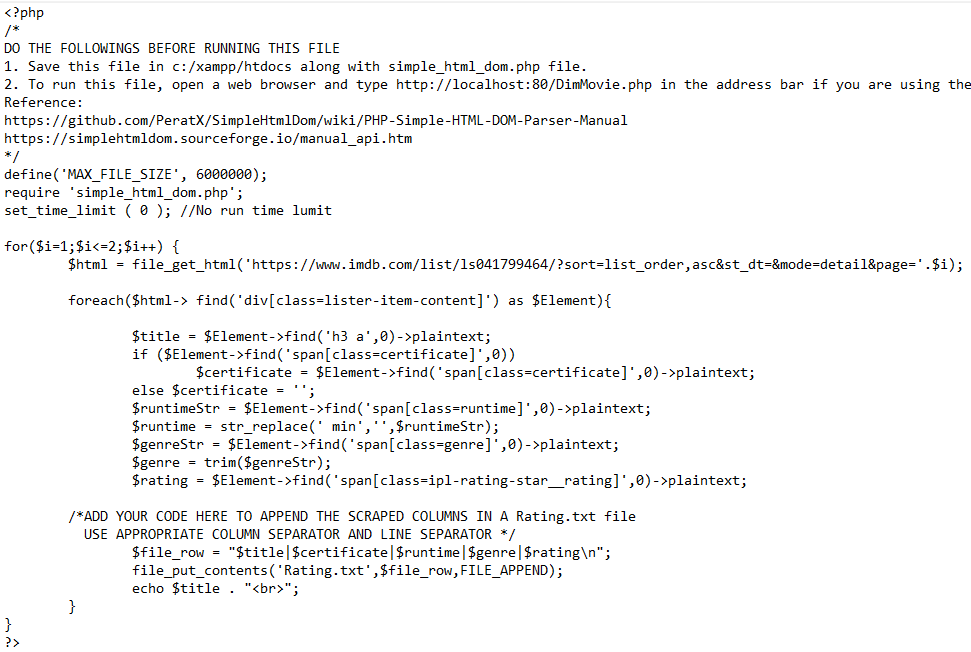 <?php
/*
DO THE FOLLOWINGS BEFORE RUNNING THIS FILE
1. Save this file in c:/xampp/htdocs along with simple_html_dom.php file.
2. To run this file, open a web browser and type http://localhost:80/DimMovie.php in the address bar if you are using the
Reference:
https://github.com/PeratX/SimpleHtmlDom/wiki/PHP-Simple-HTML-DOM-Parser-Manual
https://simplehtmldom.sourceforge.io/manual_api.htm
*/
define('MAX_FILE_SIZE', 6000000);
require 'simple_html_dom.php';
set_time_limit ( 0 ); //No run time lumit

for($i=1;$i<=2;$i++) {
        $html = file_get_html('https://www.imdb.com/list/ls041799464/?sort=list_order,asc&st_dt=&mode=detail&page='.$i);

        foreach($html-> find('div[class=lister-item-content]') as $Element){

                $title = $Element->find('h3 a',0)->plaintext;
                if ($Element->find('span[class=certificate]',0))
                        $certificate = $Element->find('span[class=certificate]',0)->plaintext;
                else $certificate = '';
                $runtimeStr = $Element->find('span[class=runtime]',0)->plaintext;
                $runtime = str_replace(' min','',$runtimeStr);
                $genreStr = $Element->find('span[class=genre]',0)->plaintext;
                $genre = trim($genreStr);
                $rating = $Element->find('span[class=ipl-rating-star__rating]',0)->plaintext;

        /*ADD YOUR CODE HERE TO APPEND THE SCRAPED COLUMNS IN A Rating.txt file
          USE APPROPRIATE COLUMN SEPARATOR AND LINE SEPARATOR */
                $file_row = "$title|$certificate|$runtime|$genre|$rating\n";
                file_put_contents('Rating.txt',$file_row,FILE_APPEND);
                echo $title . "<br>";
        }
}
?>